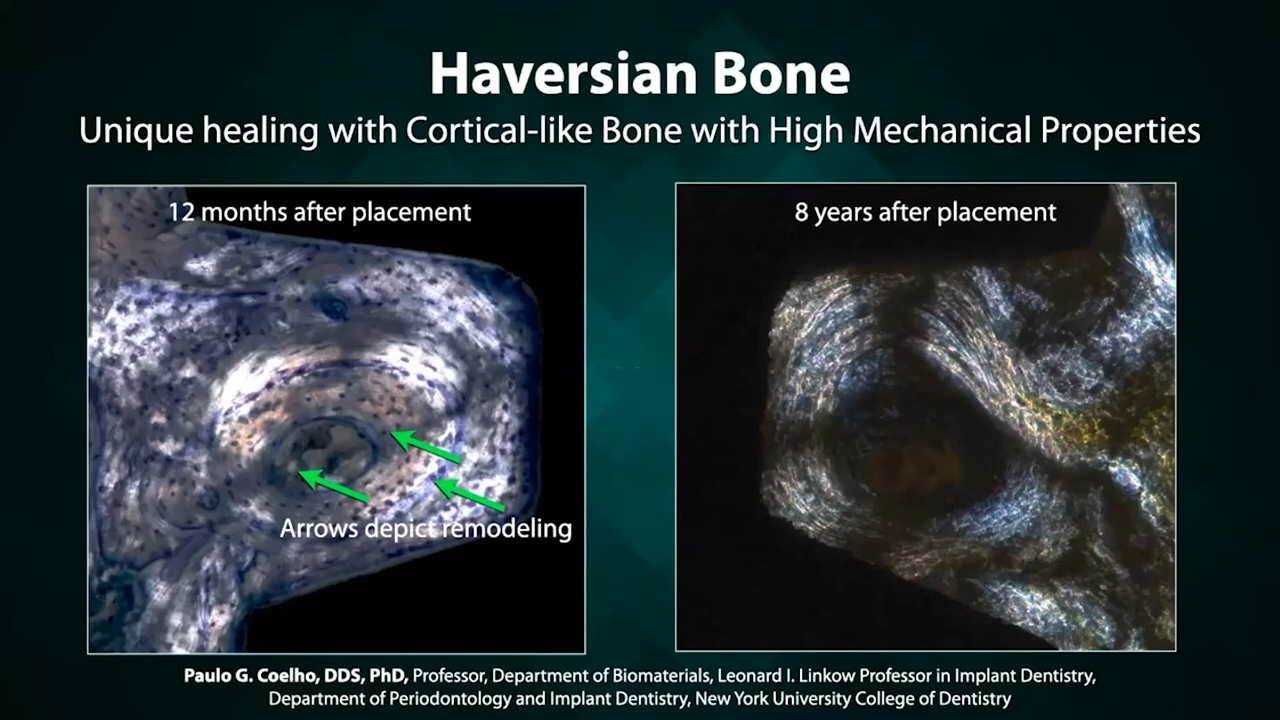 Haversian Bone
Unique healing with Cortical-like Bone with High Mechanical Properties
12 months after placement
Arrows depict remodeling
8 years after placement
Paulo G. Coelho, DDS, PhD, Professor, Department of Biomaterials, Leonard I. Linkow Professor in Implant Dentistry,
Department of Periodontology and Implant Dentistry, New York University College of Dentistry